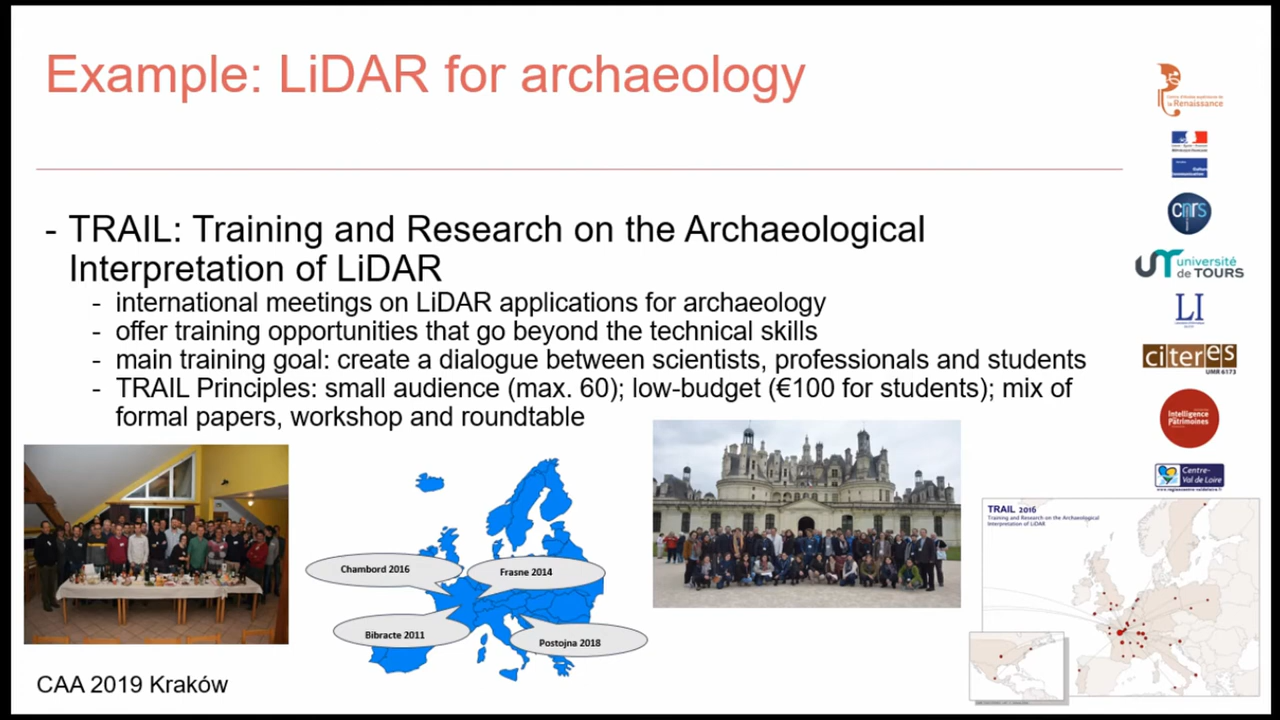 Example: LiDAR for archaeology
- TRAIL: Training and Research on the Archaeological
Interpretation of LiDAR
- international meetings on LiDAR applications for archaeology
- offer training opportunities that go beyond the technical skills
- main training goal: create a dialogue between scientists, professionals and students
- TRAIL Principles: small audience (max. 60); low-budget (€100 for students); mix of
formal papers, workshop and roundtable
Chambord 2016
Frasne 2014
Bibracte 2011
Postojna 2018
CAA 2019 Kraków
la Renaissance
cnrs
UT université
de TOURS
LI
citeres
UMR 6173
Intelligence
Patrimoines
Centre-
Val de Loire
TRAIL 2016
Training and Research on the Archaeological
Interpretation of LiDAR